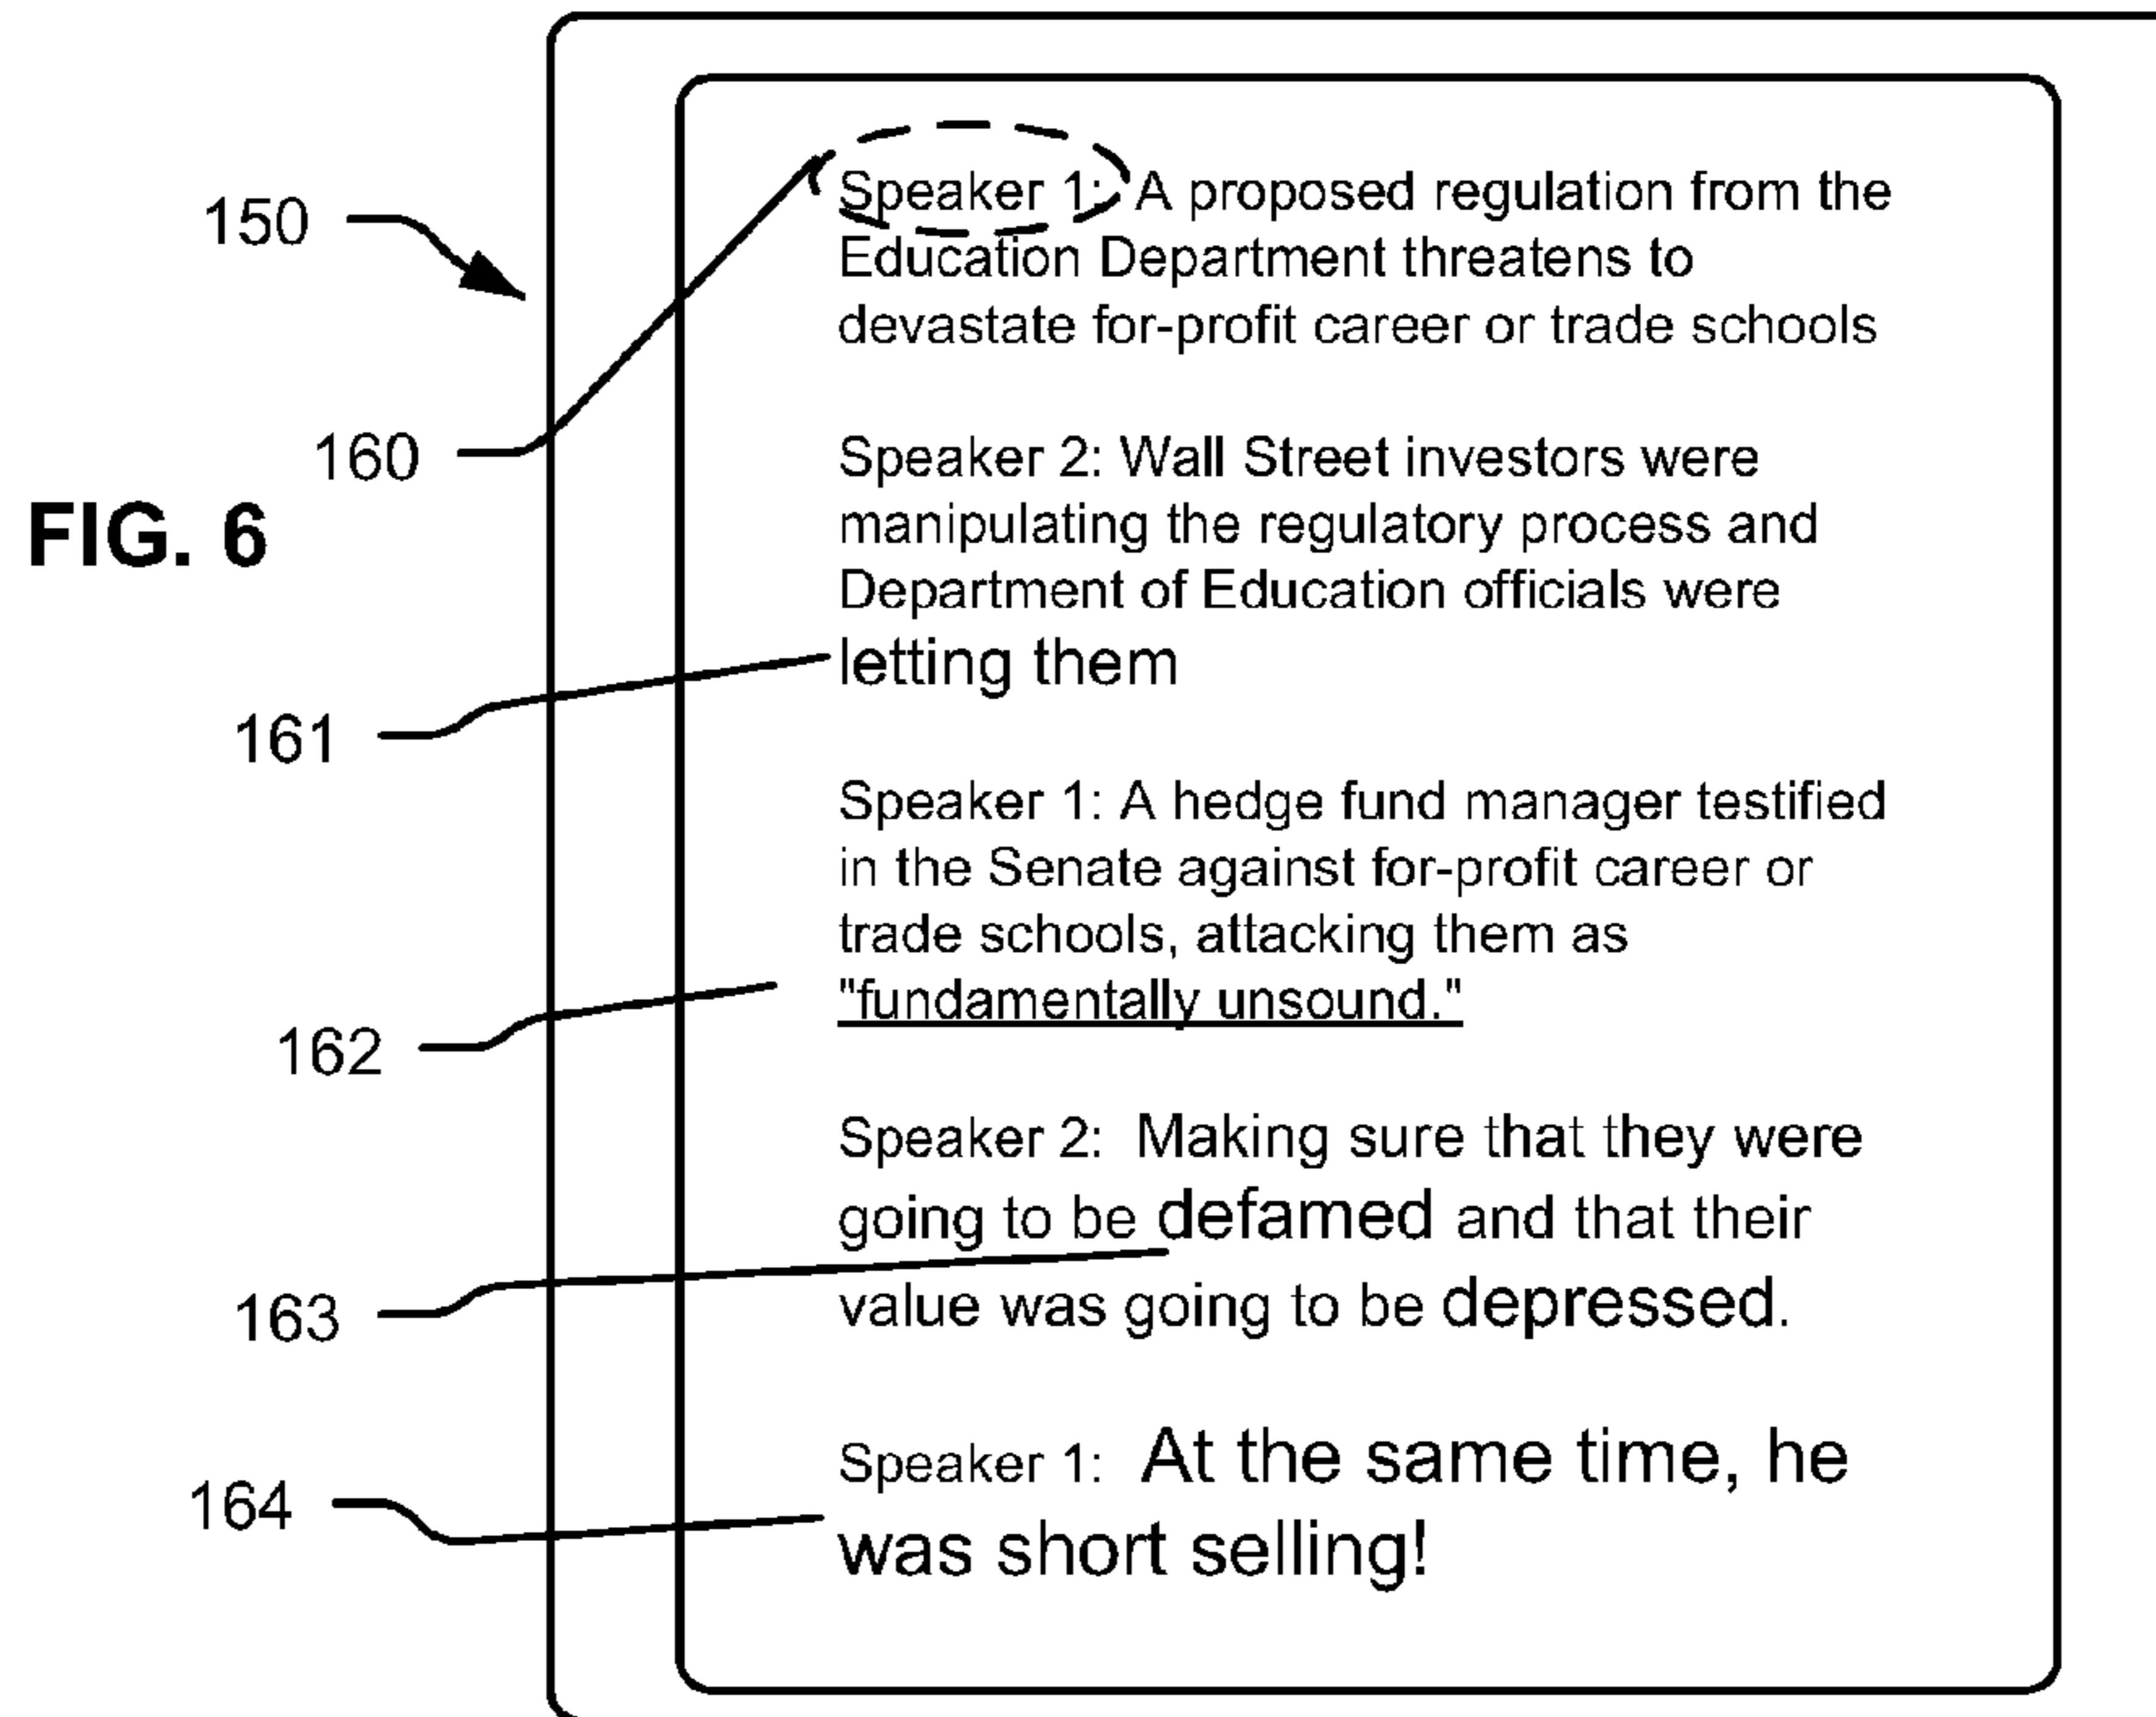 150
160
FIG. 6
161
162
163
164
Speaker 1: A proposed regulation from the
Education Department threatens to
devastate for-profit career or trade schools
Speaker 2: Wall Street investors were
manipulating the regulatory process and
Department of Education officials were
letting them
Speaker 1: A hedge fund manager testified
in the Senate against for-profit career or
trade schools, attacking them as
"fundamentally unsound."
Speaker 2: Making sure that they were
going to be defamed and that their
value was going to be depressed.
Speaker 1: At the same time, he
was short selling!